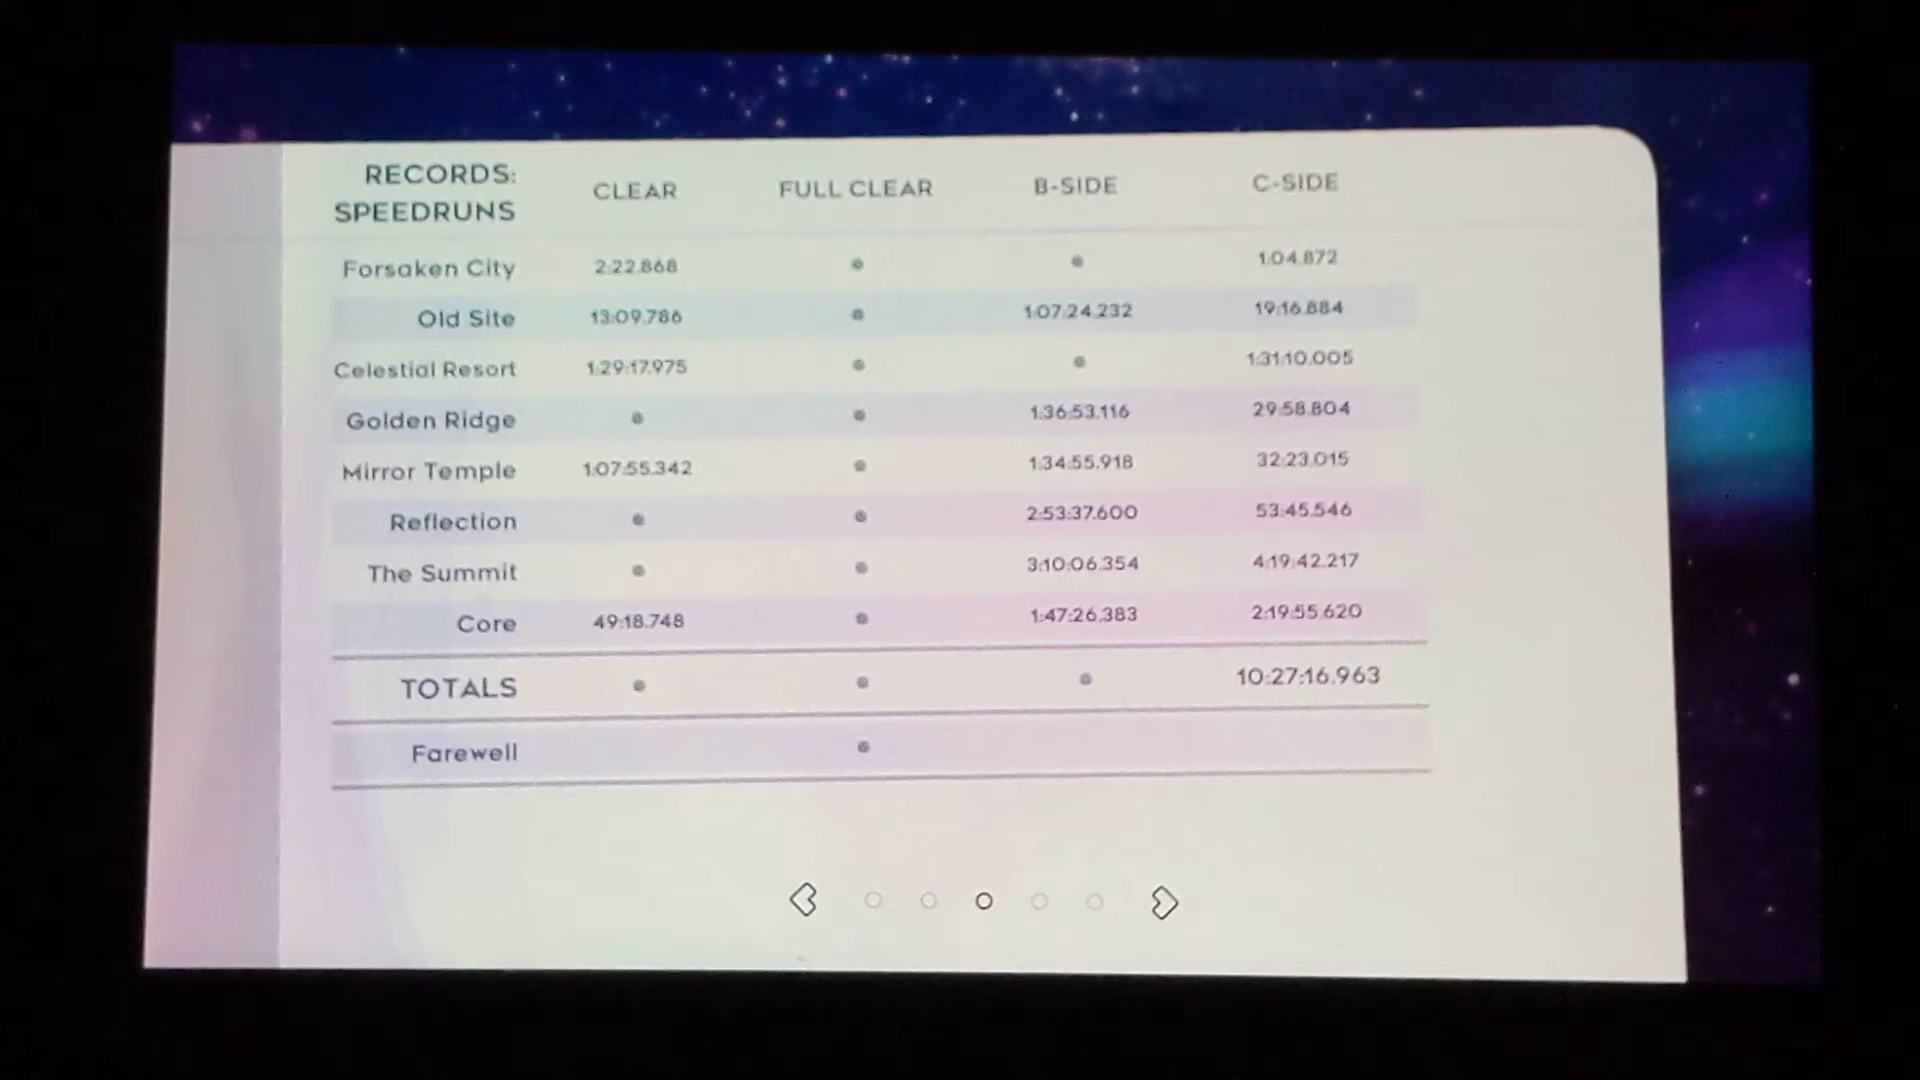 RECORDS:
SPEEDRUNS CLEAR FULL CLEAR B-SIDE C-SIDE
Forsaken City 2:22.868 1:04.872
Old Site 13:09.786 1:07:24.232 19:16.884
Celestial Resort 1:29:17.975 1:31:10.005
Golden Ridge 1:36:53.116 29:58.804
Mirror Temple 1:07:55.342 1:34:55.918 32:23.015
Reflection 2:53:37.600 53:45.546
The Summit 3:10:06.354 4:19:42.217
Core 49:18.748 1:47:26.383 2:19:55.620
TOTALS 10:27:16.963
Farewell